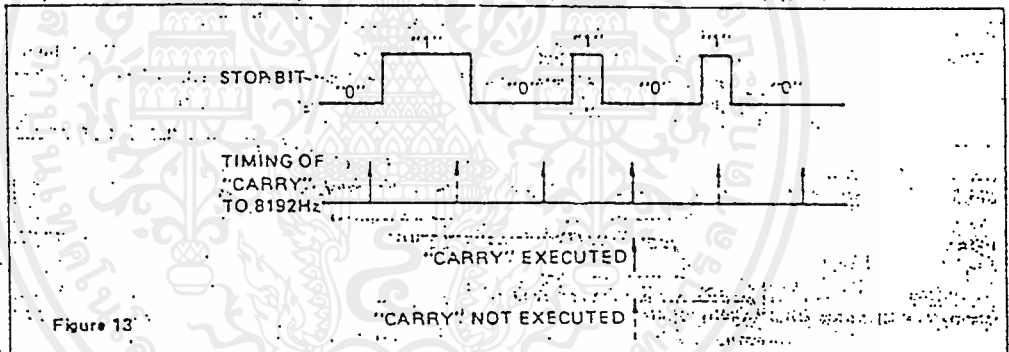 "1" "1" "1"
STOP BIT
"0" "0" "0" "0"
TIMING OF
"CARRY"
TO 8192Hz
"CARRY" EXECUTED
"CARRY" NOT EXECUTED
Figure 13